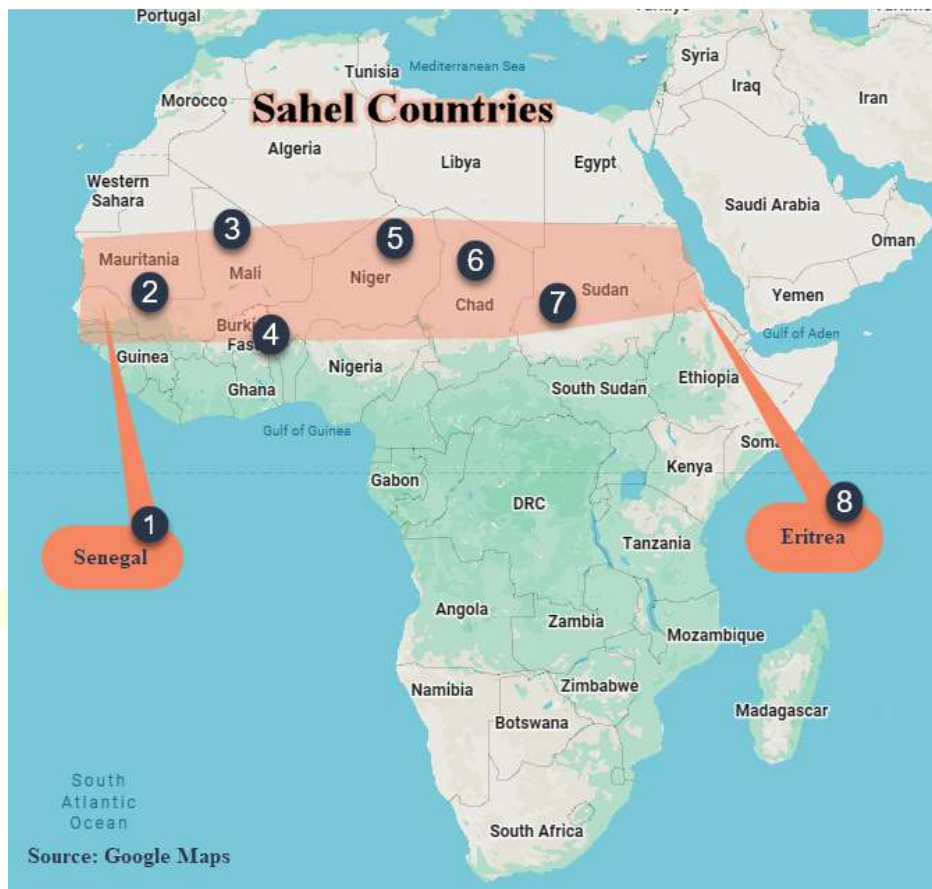 Portugal
Tunisia
Mediterranean Sea
Syria
Iraq
Iran
Morocco
Sahel Countries
Algeria
Libya
Egypt
Western
Sahara
Saudi Arabia
Oman
3
5
6
Mauritania
Mali
Niger
2
7
Sudan
Chad
Yemen
4
Gulf of Aden
Guinea
Nigeria
Ghana
South Sudan
Ethiopia
Gulf of Guinea
Gabon
Kenya
DRC
8
1
Senegal
Eritrea
Tanzania
Angola
Zambia
Mozambique
Namibia
Zimbabwe
Botswana
Madagascar
South
Atlantic
Ocean
South Africa
Source: Google Maps